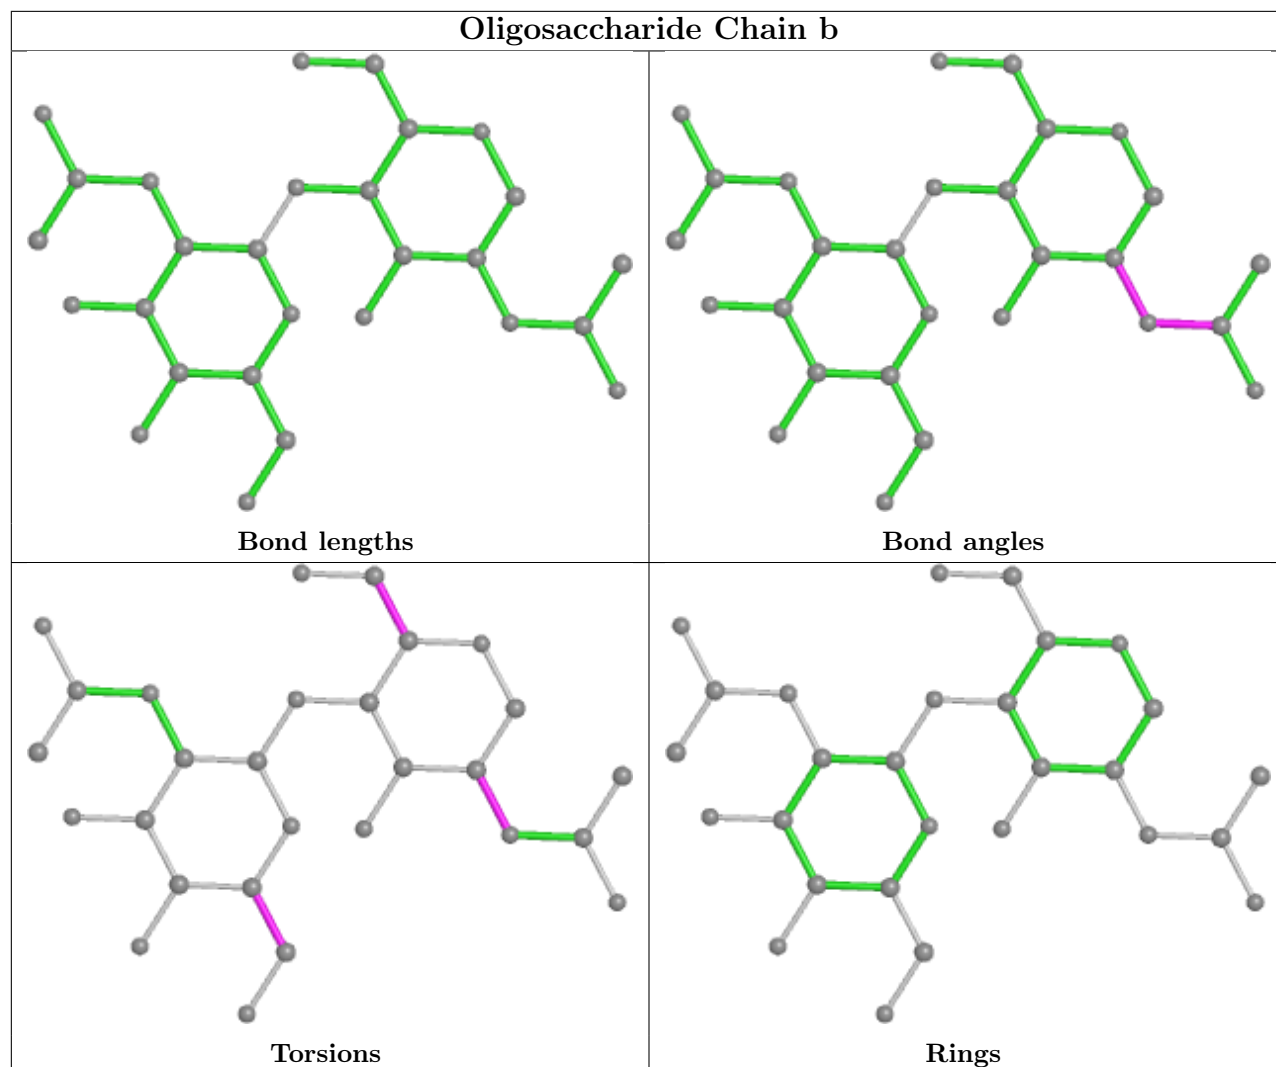 Oligosaccharide Chain b
Bond lengths
Bond angles
Torsions
Rings